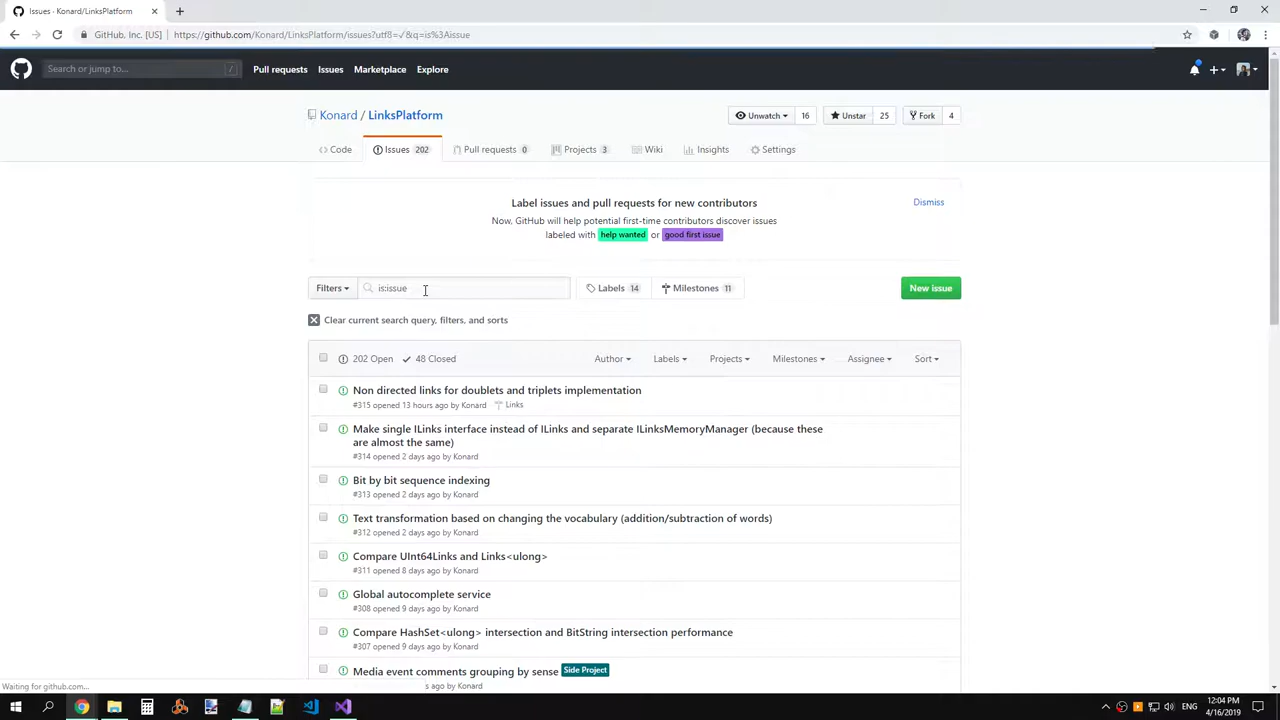 Issues · Konard/LinksPlatform
GitHub, Inc. [US] https://github.com/Konard/LinksPlatform/issues?utf8=✓&q=is%3Aissue
Search or jump to... / Pull requests Issues Marketplace Explore
Konard / LinksPlatform Unwatch 16 Unstar 25 Fork 4
Code Issues 202 Pull requests 0 Projects 3 Wiki Insights Settings
Label issues and pull requests for new contributors Dismiss
Now, GitHub will help potential first-time contributors discover issues
labeled with help wanted or good first issue
Filters is:issue Labels 14 Milestones 11 New issue
Clear current search query, filters, and sorts
202 Open 48 Closed Author Labels Projects Milestones Assignee Sort
Non directed links for doublets and triplets implementation
#315 opened 13 hours ago by Konard Links
Make single ILinks interface instead of ILinks and separate ILinksMemoryManager (because these
are almost the same)
#314 opened 2 days ago by Konard
Bit by bit sequence indexing
#313 opened 2 days ago by Konard
Text transformation based on changing the vocabulary (addition/subtraction of words)
#312 opened 2 days ago by Konard
Compare UInt64Links and Links<ulong>
#311 opened 8 days ago by Konard
Global autocomplete service
#308 opened 9 days ago by Konard
Compare HashSet<ulong> intersection and BitString intersection performance
#307 opened 9 days ago by Konard
Media event comments grouping by sense Side Project
s ago by Konard
Waiting for github.com...
ENG 12:04 PM
4/16/2019